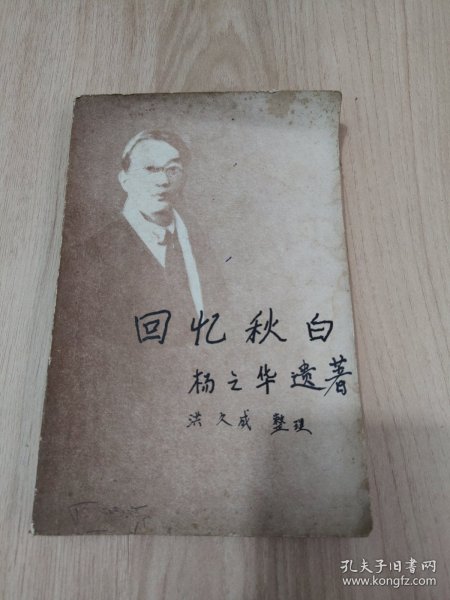 回忆秋白
杨之华遗著
洪久成 整理
孔夫子旧书网
www.kongfz.com